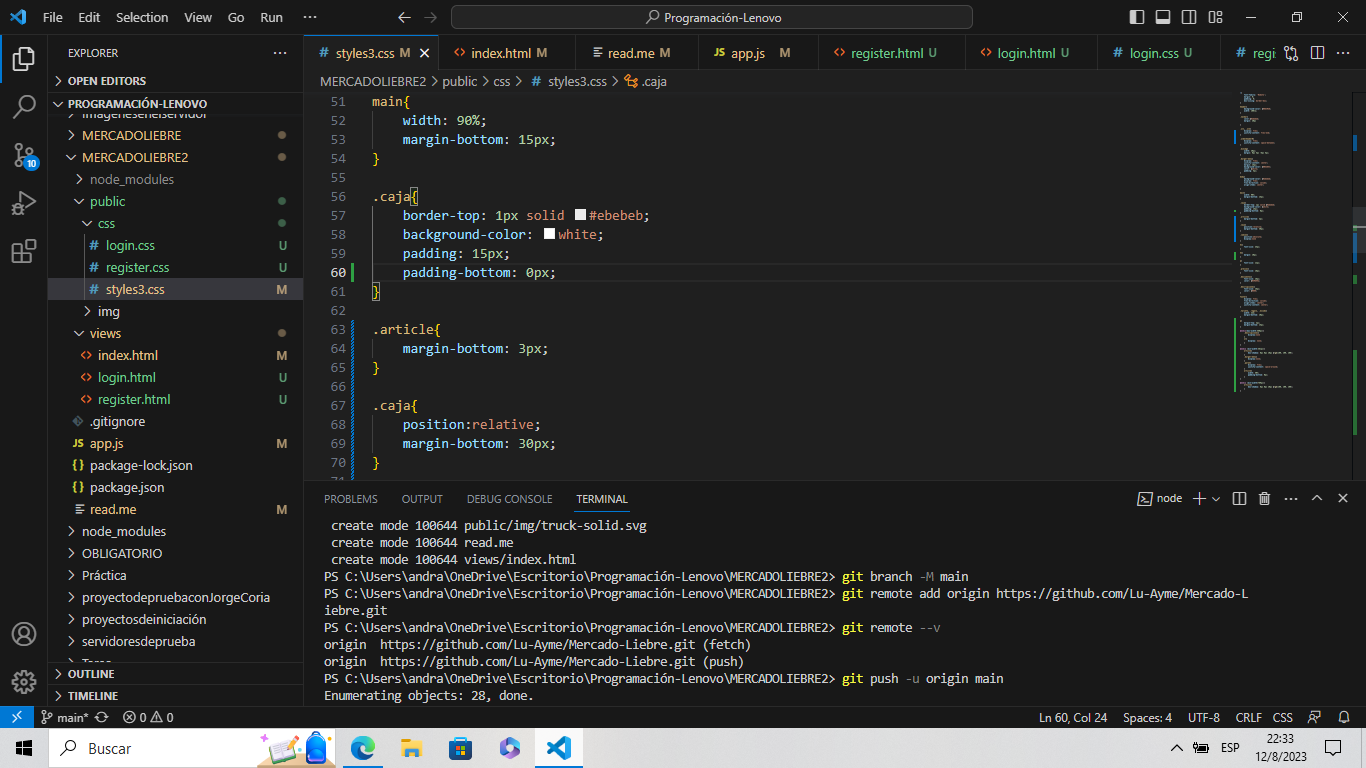 File Edit Selection View Go Run ··· Programación-Lenovo
EXPLORER ···
OPEN EDITORS
PROGRAMACIÓN-LENOVO
imagenesenelservidor
MERCADOLIEBRE
MERCADOLIEBRE2
node_modules
public
css
# login.css U
# register.css U
# styles3.css M
img
views
<> index.html M
<> login.html U
<> register.html U
.gitignore
JS app.js M
{} package-lock.json
{} package.json
read.me M
node_modules
OBLIGATORIO
Práctica
proyectodepruebaconJorgeCoria
proyectosdeiniciación
servidoresdeprueba
OUTLINE
TIMELINE
10
# styles3.css M <> index.html M read.me M JS app.js M <> register.html U <> login.html U # login.css U # regi
MERCADOLIEBRE2 > public > css > # styles3.css > .caja
51 main{
52 width: 90%;
53 margin-bottom: 15px;
54 }
55
56 .caja{
57 border-top: 1px solid #ebebeb;
58 background-color: white;
59 padding: 15px;
60 padding-bottom: 0px;
61 }
62
63 .article{
64 margin-bottom: 3px;
65 }
66
67 .caja{
68 position:relative;
69 margin-bottom: 30px;
70 }
PROBLEMS OUTPUT DEBUG CONSOLE TERMINAL node
create mode 100644 public/img/truck-solid.svg
create mode 100644 read.me
create mode 100644 views/index.html
PS C:\Users\andra\OneDrive\Escritorio\Programación-Lenovo\MERCADOLIEBRE2> git branch -M main
PS C:\Users\andra\OneDrive\Escritorio\Programación-Lenovo\MERCADOLIEBRE2> git remote add origin https://github.com/Lu-Ayme/Mercado-L
iebre.git
PS C:\Users\andra\OneDrive\Escritorio\Programación-Lenovo\MERCADOLIEBRE2> git remote --v
origin https://github.com/Lu-Ayme/Mercado-Liebre.git (fetch)
origin https://github.com/Lu-Ayme/Mercado-Liebre.git (push)
PS C:\Users\andra\OneDrive\Escritorio\Programación-Lenovo\MERCADOLIEBRE2> git push -u origin main
Enumerating objects: 28, done.
main* 0 0 Ln 60, Col 24 Spaces: 4 UTF-8 CRLF CSS
Buscar ESP 22:33
12/8/2023